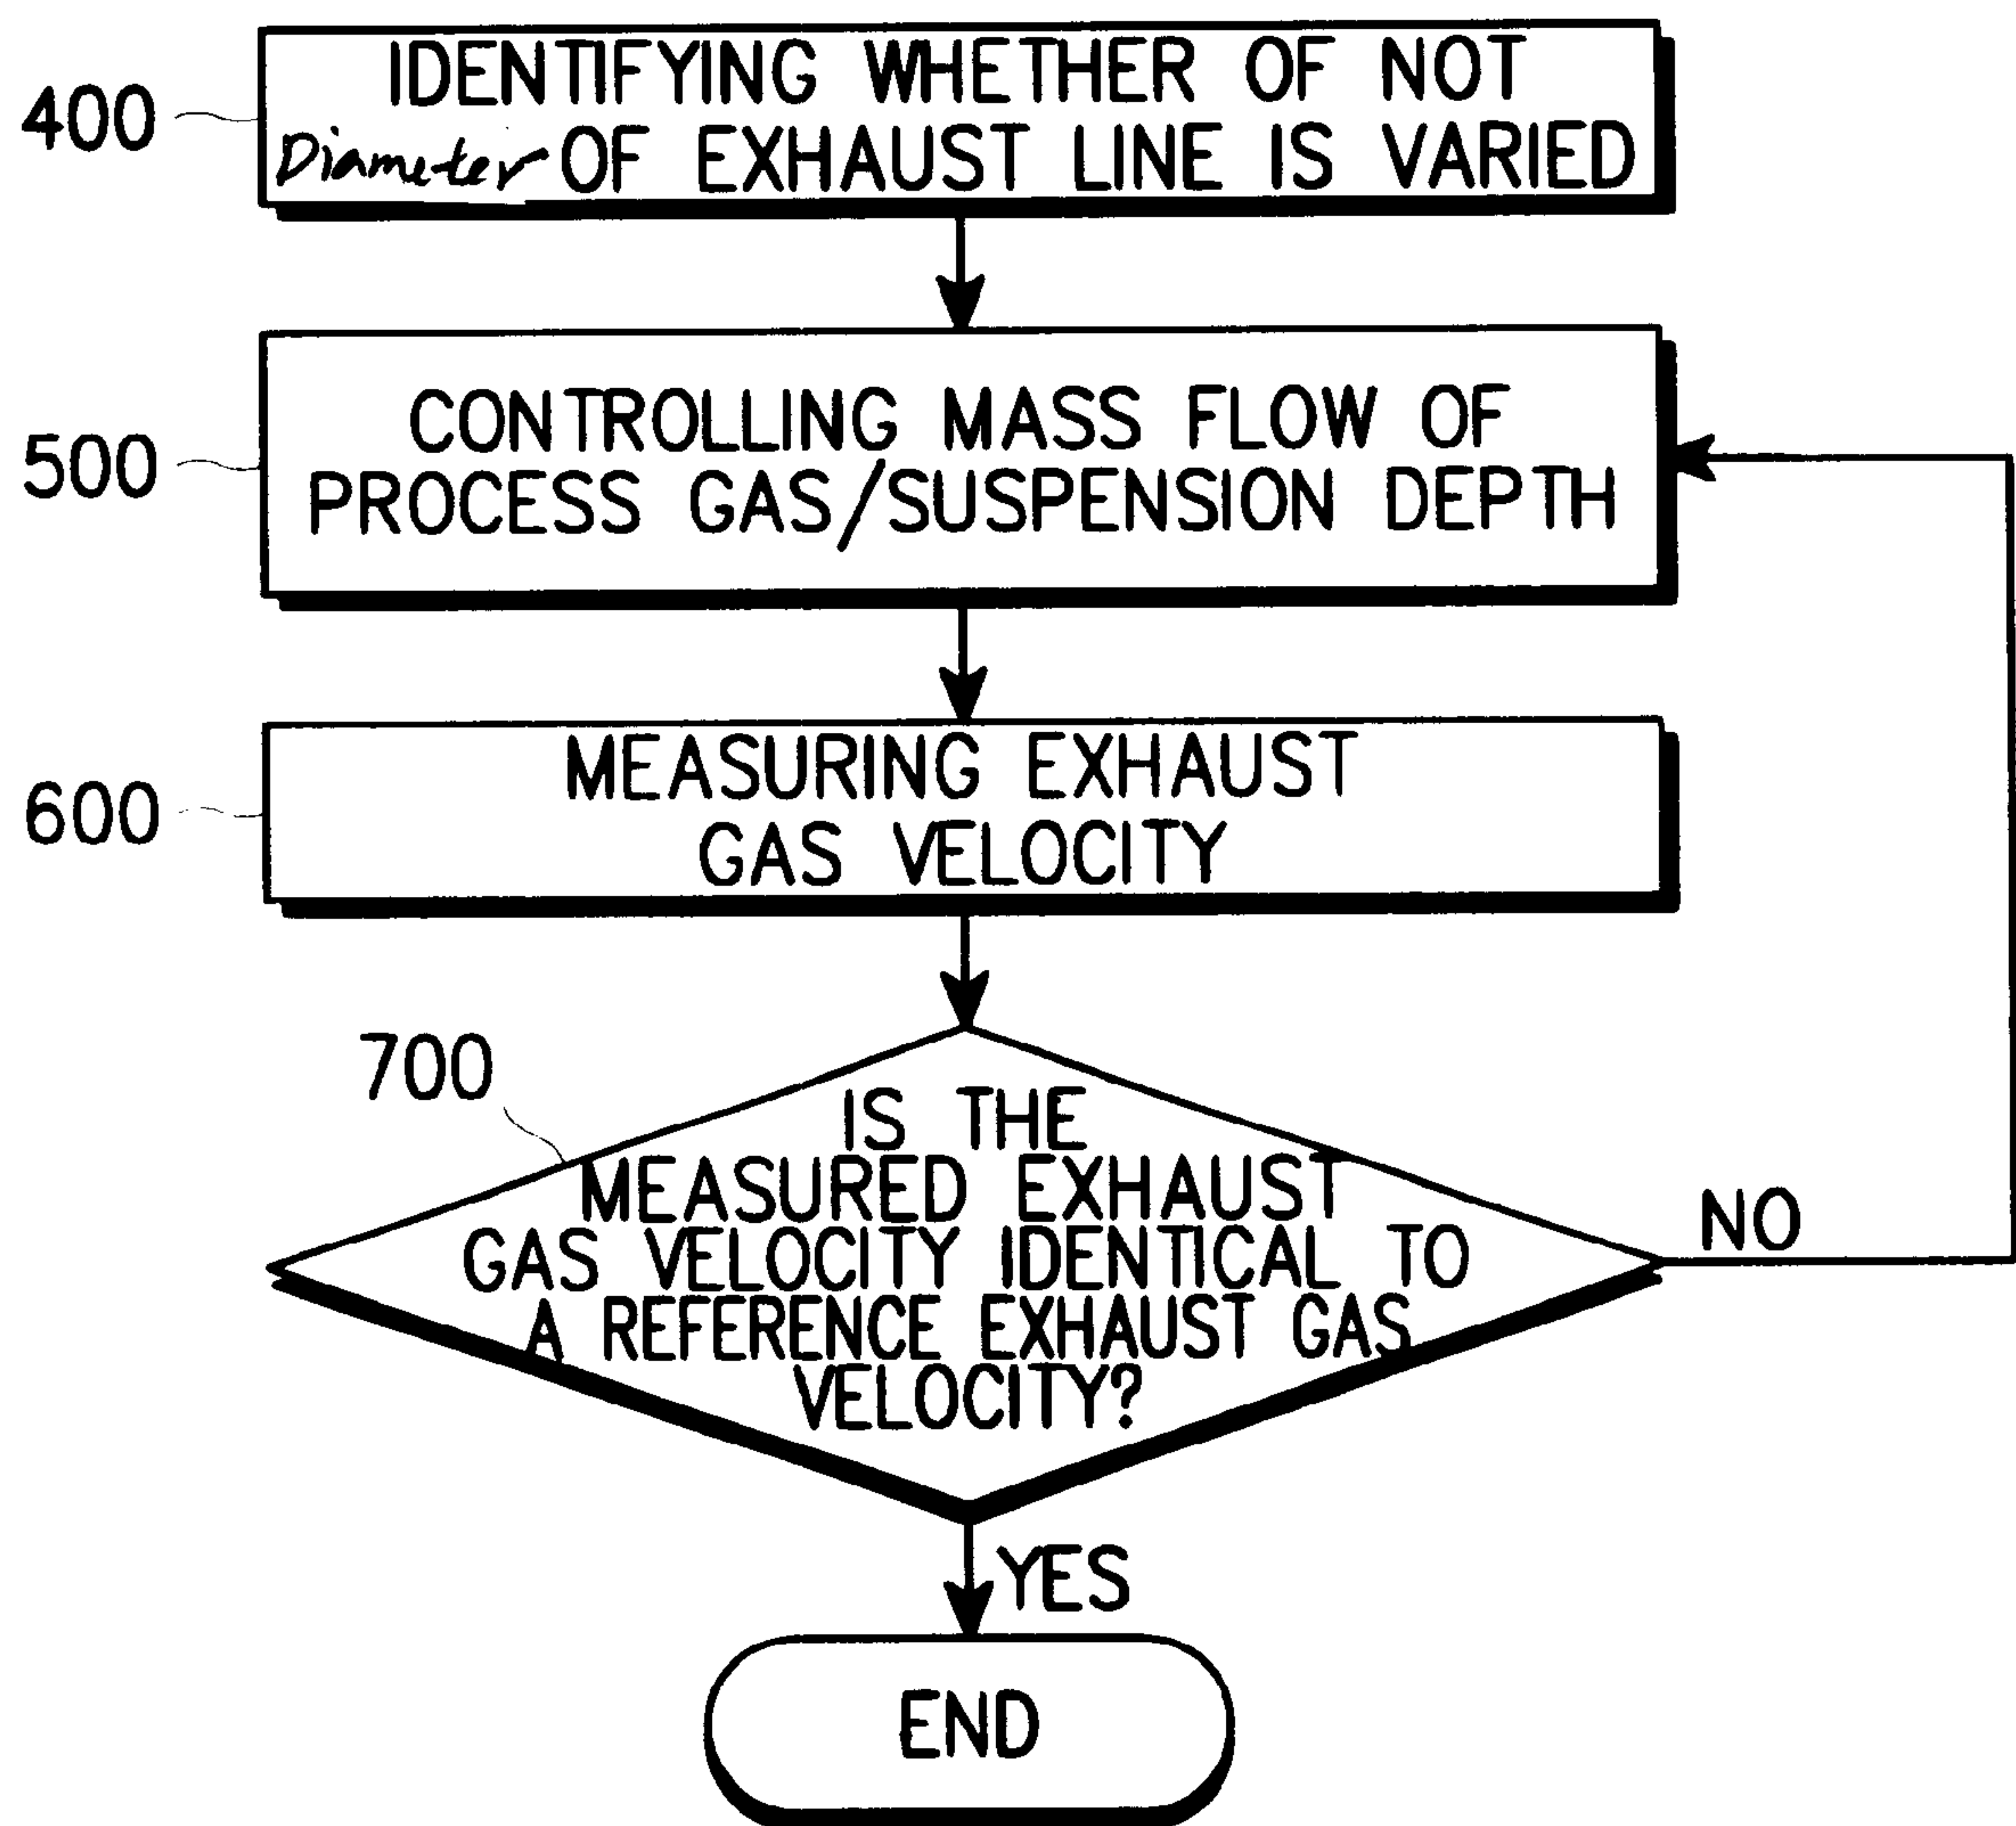 400
IDENTIFYING WHETHER OF NOT
Diameter OF EXHAUST LINE IS VARIED
500
CONTROLLING MASS FLOW OF
PROCESS GAS/SUSPENSION DEPTH
600
MEASURING EXHAUST
GAS VELOCITY
700
IS THE
MEASURED EXHAUST
GAS VELOCITY IDENTICAL TO
A REFERENCE EXHAUST GAS
VELOCITY?
NO
YES
END